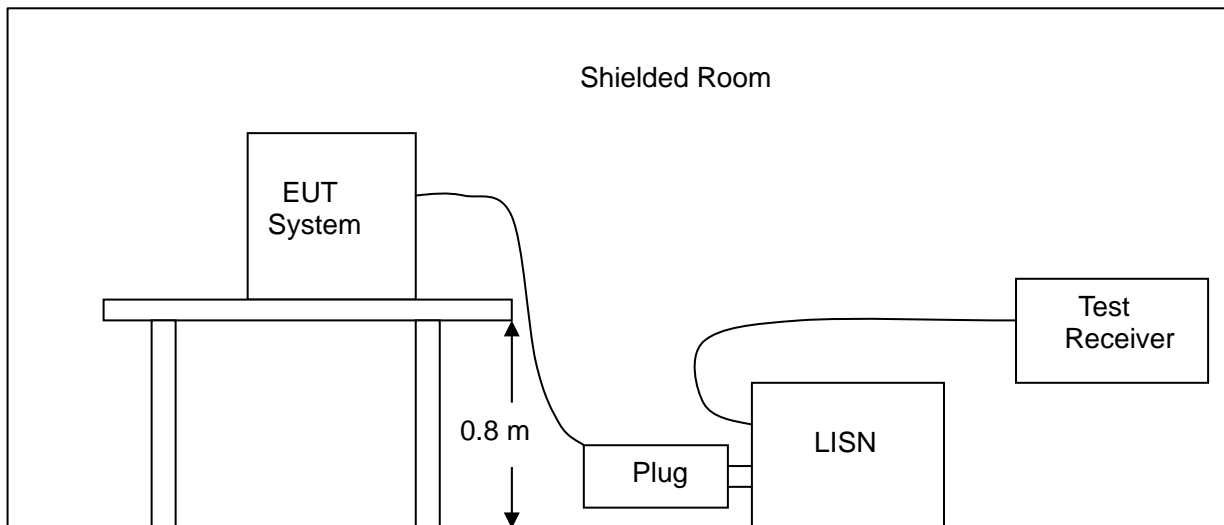 Shielded Room
EUT
System
Test
Receiver
0.8 m
LISN
Plug